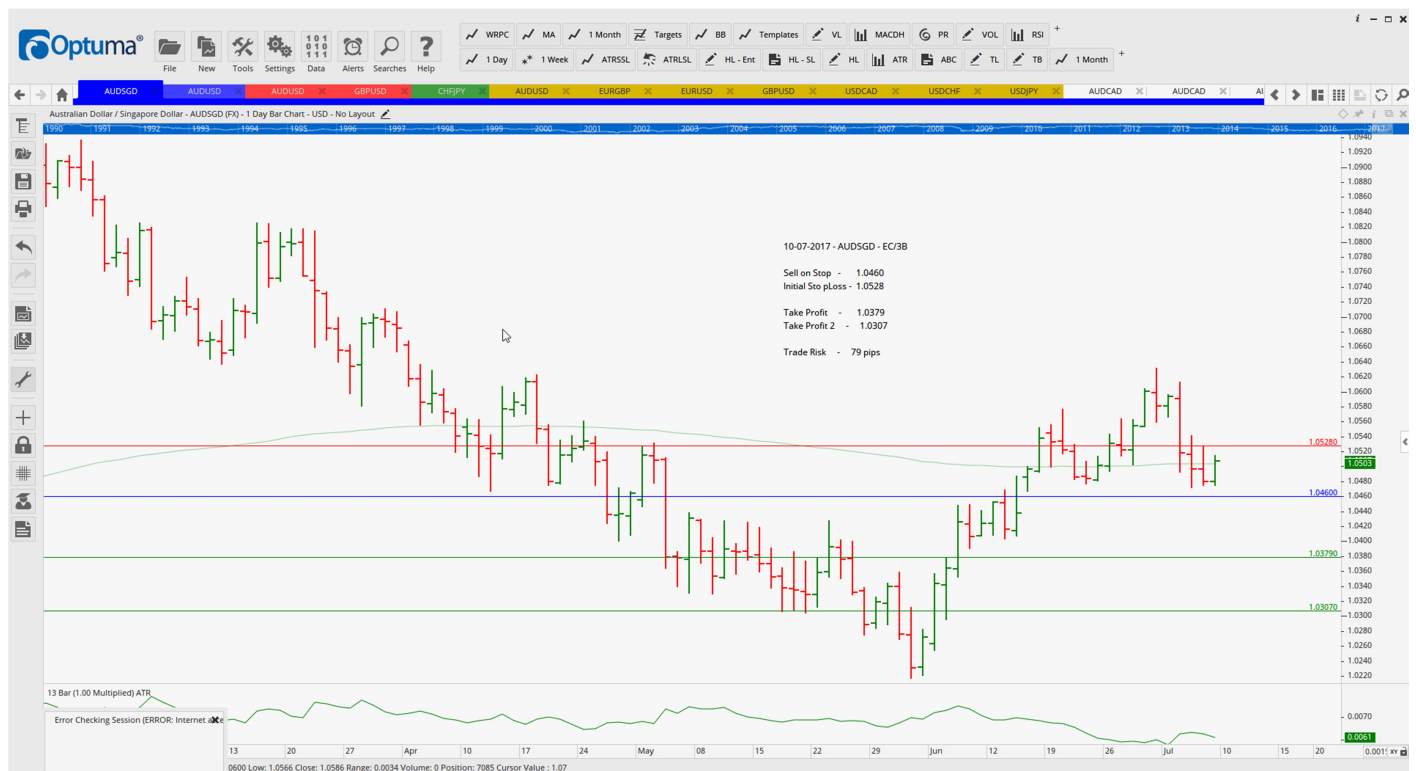 Optuma®
File New Tools Settings Data Alerts Searches Help
WRPC MA 1 Month Targets BB Templates VL MACDH PR VOL RSI +
1 Day 1 Week ATRSSL ATRLSL HL - Ent HL - SL HL ATR ABC TL TB 1 Month +
AUDSGD AUDUSD AUDUSD GBPUSD CHFJPY AUDUSD EURGBP EURUSD GBPUSD USDCAD USDCHF USDJPY AUDCAD AUDCAD
Australian Dollar / Singapore Dollar - AUDSGD (FX) - 1 Day Bar Chart - USD - No Layout
1990 1991 1992 1993 1994 1995 1996 1997 1998 1999 2000 2001 2002 2003 2004 2005 2006 2007 2008 2009 2010 2011 2012 2013 2014 2015 2016 2017
1.0940
1.0920
1.0900
1.0880
1.0860
1.0840
1.0820
1.0800
1.0780
1.0760
1.0740
1.0720
1.0700
1.0680
1.0660
1.0640
1.0620
1.0600
1.0580
1.0560
1.0540
1.0520
1.0503
1.0480
1.0460
1.0440
1.0420
1.0400
1.0380
1.0360
1.0340
1.0320
1.0300
1.0280
1.0260
1.0240
1.0220
10-07-2017 - AUDSGD - EC/3B
Sell on Stop - 1.0460
Initial Sto pLoss - 1.0528
Take Profit - 1.0379
Take Profit 2 - 1.0307
Trade Risk - 79 pips
1.05280
1.04600
1.03790
1.03070
13 Bar (1.00 Multiplied) ATR
Error Checking Session (ERROR: Internet
0.0070
0.0061
13 20 27 Apr 10 17 24 May 08 15 22 29 Jun 12 19 26 Jul 10 15 20
0.001 XY
0600 Low: 1.0566 Close: 1.0586 Range: 0.0034 Volume: 0 Position: 7085 Cursor Value : 1.07